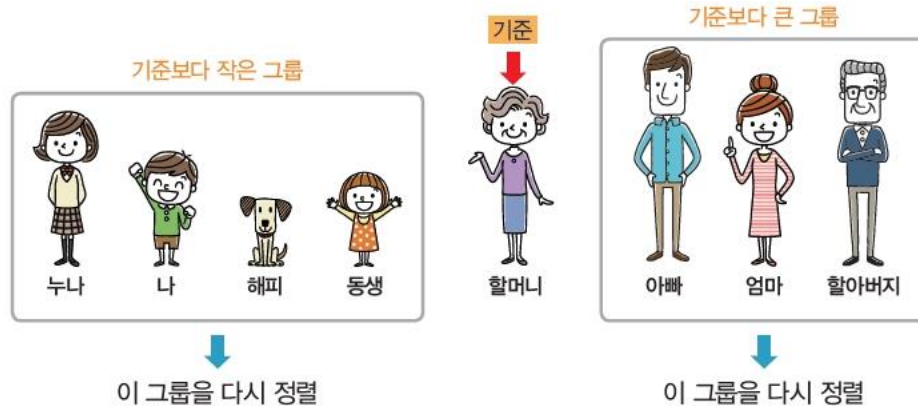 기준보다 작은 그룹
누나 나 해피 동생
이 그룹을 다시 정렬
기준
할머니
기준보다 큰 그룹
아빠 엄마 할아버지
이 그룹을 다시 정렬